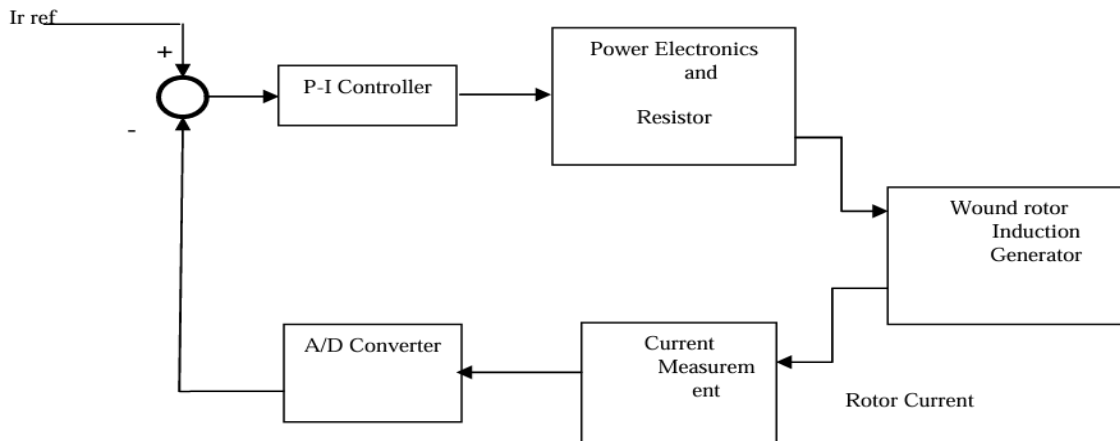 Ir ref
+
-
P-I Controller
Power Electronics
and
Resistor
Wound rotor
Induction
Generator
Rotor Current
Current
Measurem
ent
A/D Converter